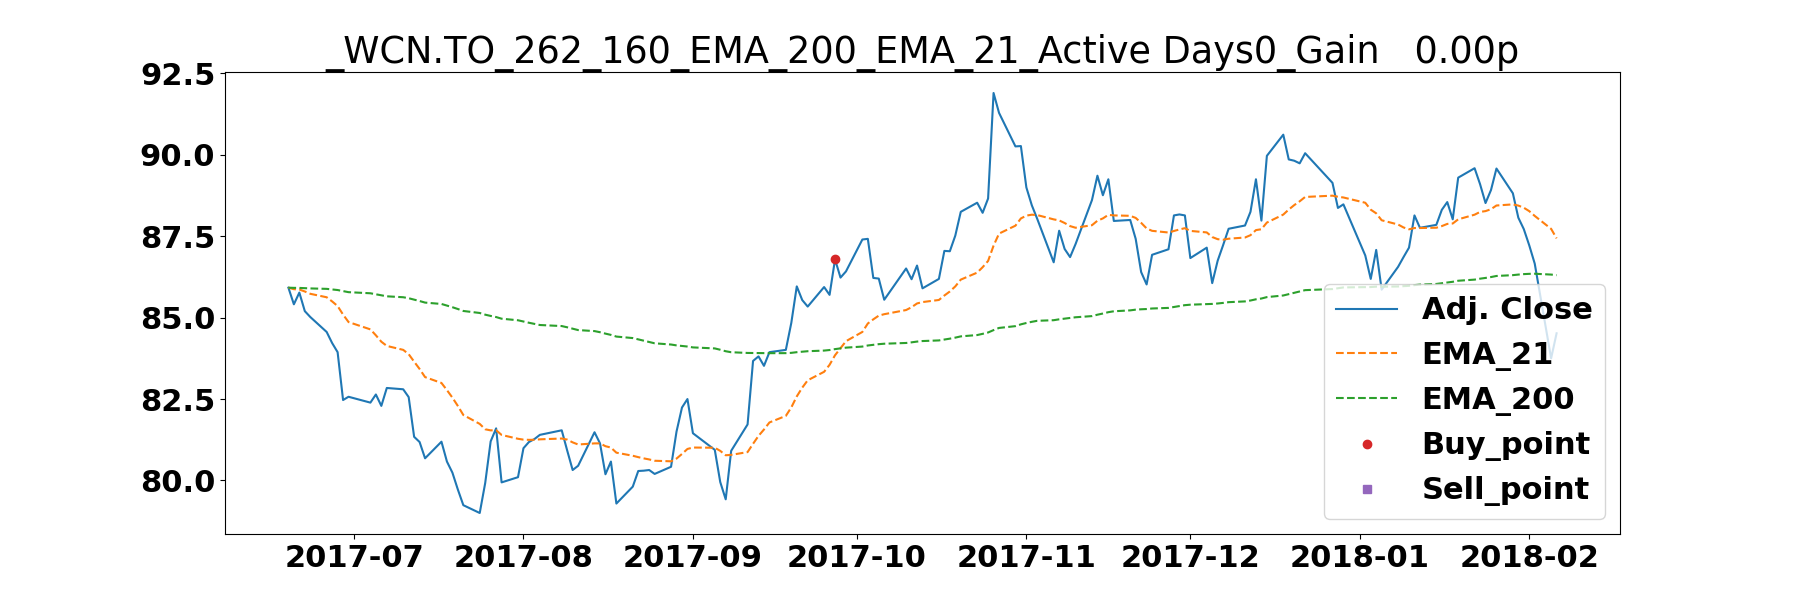 _WCN.TO_262_160_EMA_200_EMA_21_Active Days0_Gain   0.00p
92.5
90.0
87.5
85.0
82.5
80.0
Adj. Close
EMA_21
EMA_200
Buy_point
Sell_point
2017-07 2017-08 2017-09 2017-10 2017-11 2017-12 2018-01 2018-02